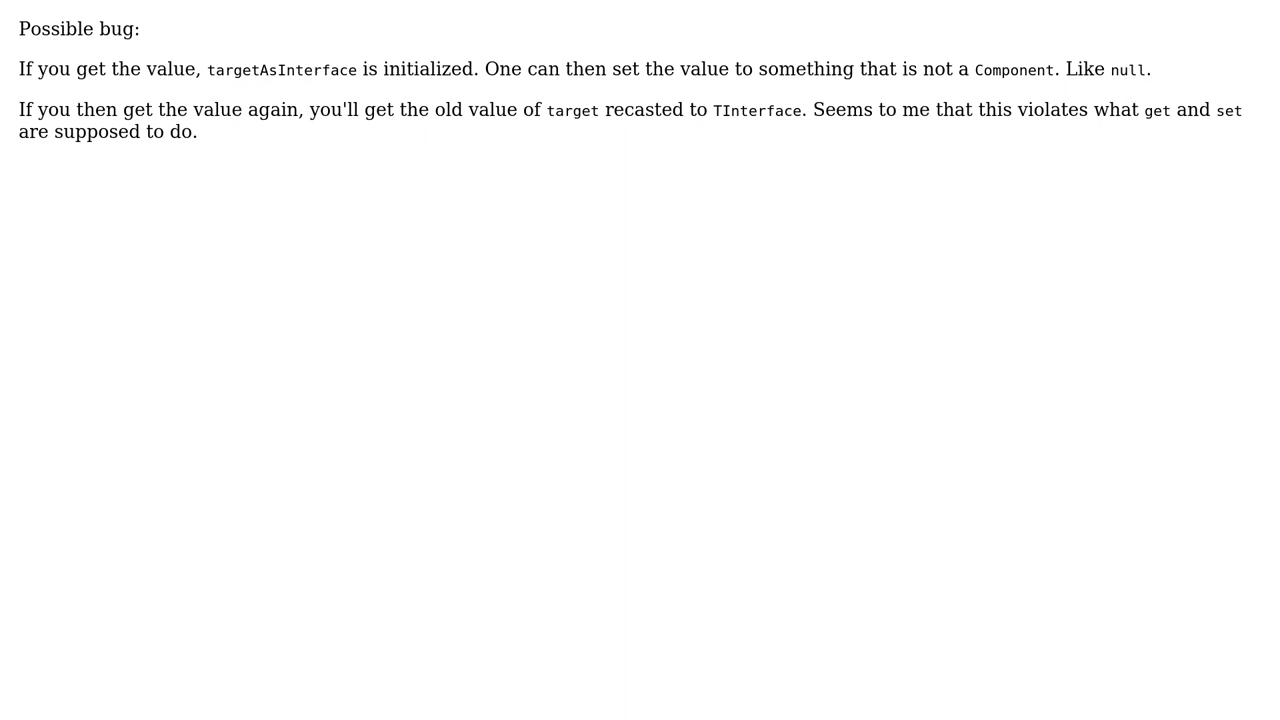 Possible bug:
If you get the value, targetAsInterface is initialized. One can then set the value to something that is not a Component. Like null.
If you then get the value again, you'll get the old value of target recasted to TInterface. Seems to me that this violates what get and set
are supposed to do.